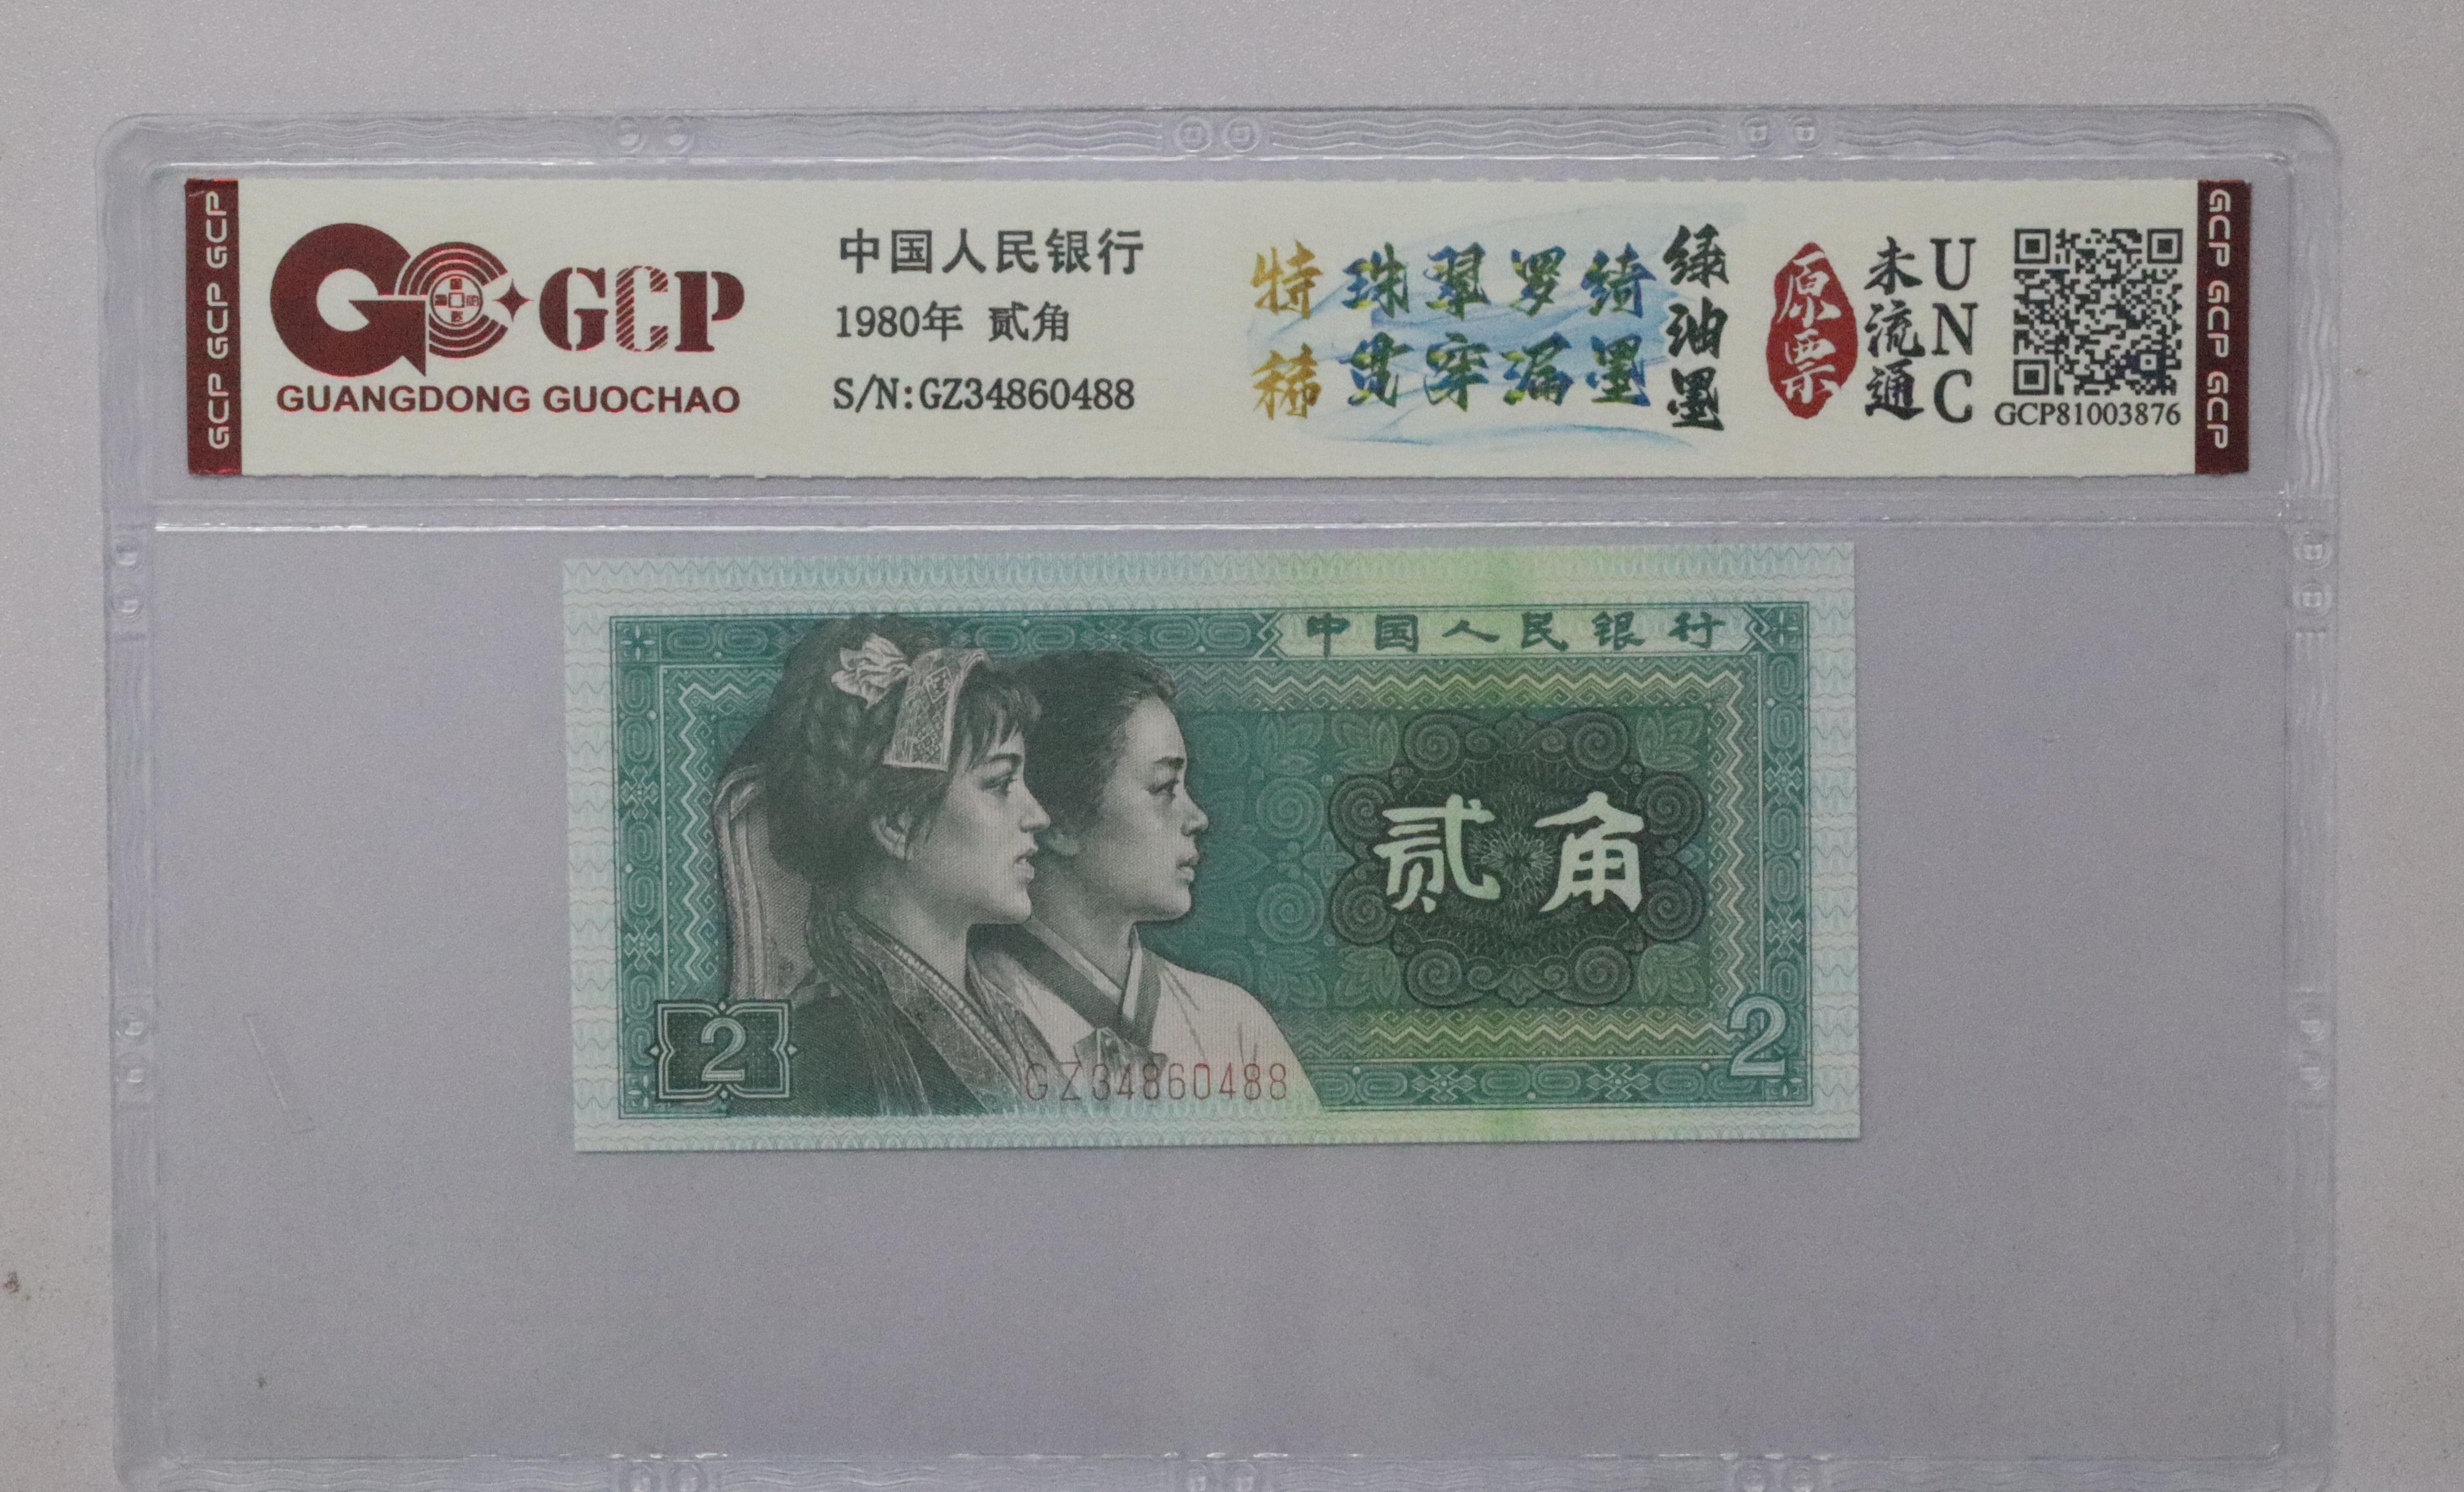 GCP GCP GCP
GCP
GUANGDONG GUOCHAO
中国人民银行
1980年 贰角
S/N:GZ34860488
特稀
珠翠罗绮
贯穿漏墨
绿油墨
原票
未流通
UNC
GCP81003876
GCP GCP GCP
中国人民银行
贰角
2
2
GZ34860488